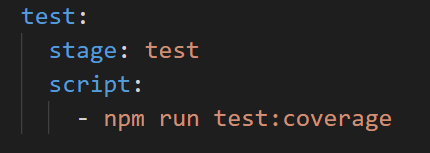 test:
  stage: test
  script:
    - npm run test:coverage